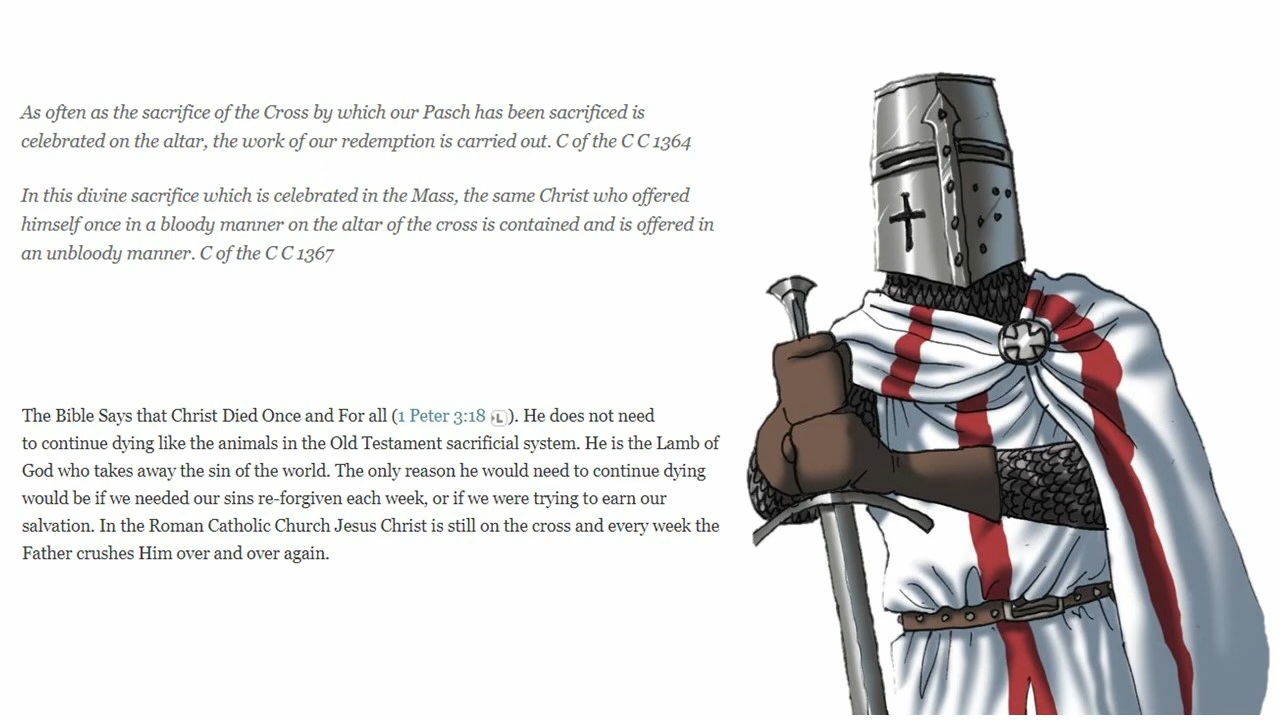 As often as the sacrifice of the Cross by which our Pasch has been sacrificed is
celebrated on the altar, the work of our redemption is carried out. C of the C C 1364
In this divine sacrifice which is celebrated in the Mass, the same Christ who offered
himself once in a bloody manner on the altar of the cross is contained and is offered in
an unbloody manner. C of the C C 1367
The Bible Says that Christ Died Once and For all (1 Peter 3:18 L). He does not need
to continue dying like the animals in the Old Testament sacrificial system. He is the Lamb of
God who takes away the sin of the world. The only reason he would need to continue dying
would be if we needed our sins re-forgiven each week, or if we were trying to earn our
salvation. In the Roman Catholic Church Jesus Christ is still on the cross and every week the
Father crushes Him over and over again.